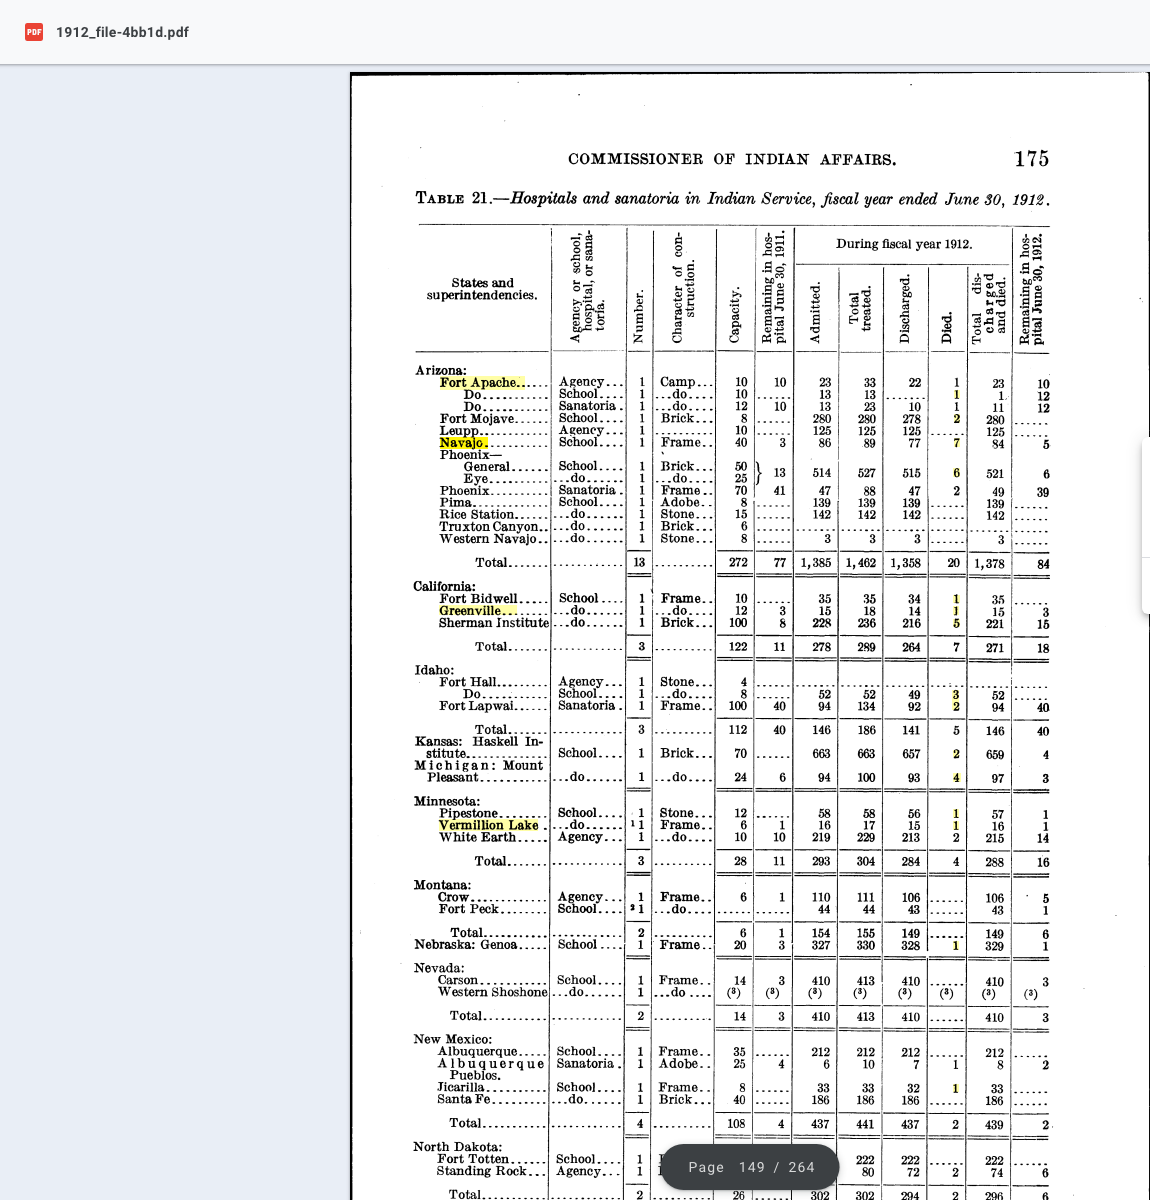 PDF 1912_file-4bb1d.pdf
COMMISSIONER OF INDIAN AFFAIRS. 175
TABLE 21.—Hospitals and sanatoria in Indian Service, fiscal year ended June 30, 1912.
States and superintendencies.
Agency or school, hospital, or sanatoria.
Number.
Character of construction.
Capacity.
Remaining in hospital June 30, 1911.
During fiscal year 1912.
Admitted.
Total treated.
Discharged.
Died.
Total discharged and died.
Remaining in hospital June 30, 1912.
Arizona:
Fort Apache...... Agency... 1 Camp... 10 10 23 33 22 1 23 10
Do........... School.... 1 ...do.... 10 ...... 13 13 ....... 1 1 12
Do........... Sanatoria. 1 ...do.... 12 10 13 23 10 1 11 12
Fort Mojave...... School.... 1 Brick... 8 ...... 280 280 278 2 280 ......
Leupp............ Agency... 1 .......... 10 ...... 125 125 125 ...... 125 ......
Navajo........... School.... 1 Frame.. 40 3 86 89 77 7 84 5
Phoenix—
General...... School.... 1 Brick... 50 } 13 514 527 515 6 521 6
Eye.......... ...do...... 1 ...do.... 25
Phoenix.......... Sanatoria. 1 Frame.. 70 41 47 88 47 2 49 39
Pima............. School.... 1 Adobe.. 8 ...... 139 139 139 ...... 139 ......
Rice Station...... ...do...... 1 Stone... 15 ...... 142 142 142 ...... 142 ......
Truxton Canyon.. ...do...... 1 Brick... 6 ...... ....... ....... ....... ...... ....... ......
Western Navajo.. ...do...... 1 Stone... 8 ...... 3 3 3 ...... 3 ......
Total....... ........... 13 .......... 272 77 1,385 1,462 1,358 20 1,378 84
California:
Fort Bidwell..... School.... 1 Frame.. 10 ...... 35 35 34 1 35 ......
Greenville........ ...do...... 1 ...do.... 12 3 15 18 14 1 15 3
Sherman Institute ...do...... 1 Brick... 100 8 228 236 216 5 221 15
Total....... ........... 3 .......... 122 11 278 289 264 7 271 18
Idaho:
Fort Hall......... Agency... 1 Stone... 4 ...... ....... ....... ....... ...... ....... ......
Do........... School.... 1 ...do.... 8 ...... 52 52 49 3 52 ......
Fort Lapwai...... Sanatoria. 1 Frame.. 100 40 94 134 92 2 94 40
Total....... ........... 3 .......... 112 40 146 186 141 5 146 40
Kansas: Haskell In-
stitute............. School.... 1 Brick... 70 ...... 663 663 657 2 659 4
Michigan: Mount
Pleasant........... ...do...... 1 ...do.... 24 6 94 100 93 4 97 3
Minnesota:
Pipestone........ School.... 1 Stone... 12 ...... 58 58 56 1 57 1
Vermillion Lake . ...do...... ¹ 1 Frame.. 6 1 16 17 15 1 16 1
White Earth..... Agency... 1 ...do.... 10 10 219 229 213 2 215 14
Total....... ........... 3 .......... 28 11 293 304 284 4 288 16
Montana:
Crow............. Agency... 1 Frame.. 6 1 110 111 106 ...... 106 5
Fort Peck........ School.... ² 1 ...do.... ...... ...... 44 44 43 ...... 43 1
Total.......... ........... 2 .......... 6 1 154 155 149 ...... 149 6
Nebraska: Genoa..... School.... 1 Frame.. 20 3 327 330 328 1 329 1
Nevada:
Carson........... School.... 1 Frame.. 14 3 410 413 410 ...... 410 3
Western Shoshone ...do...... 1 ...do .... (³) (³) (³) (³) (³) (³) (³) (³)
Total.......... ........... 2 .......... 14 3 410 413 410 ...... 410 3
New Mexico:
Albuquerque..... School.... 1 Frame.. 35 ...... 212 212 212 ...... 212 ......
Albuquerque Sanatoria. 1 Adobe.. 25 4 6 10 7 1 8 2
Pueblos.
Jicarilla.......... School.... 1 Frame.. 8 ...... 33 33 32 1 33 ......
Santa Fe......... ...do...... 1 Brick... 40 ...... 186 186 186 ...... 186 ......
Total.......... ........... 4 .......... 108 4 437 441 437 2 439 2
North Dakota:
Fort Totten...... School.... 1 222 222 ...... 222 ......
Standing Rock... Agency... 1 80 72 2 74 6
Page 149 / 264
Total.......... ........... 2 .......... 26 ...... 302 302 294 2 296 6